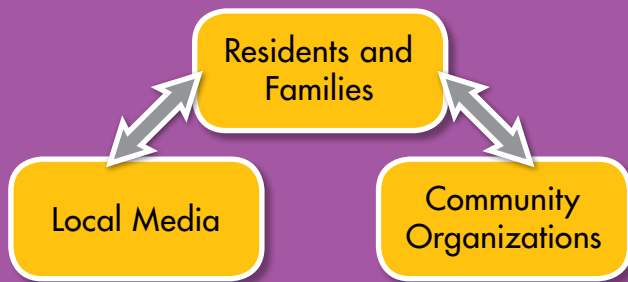 Residents and
Families
Local Media
Community
Organizations